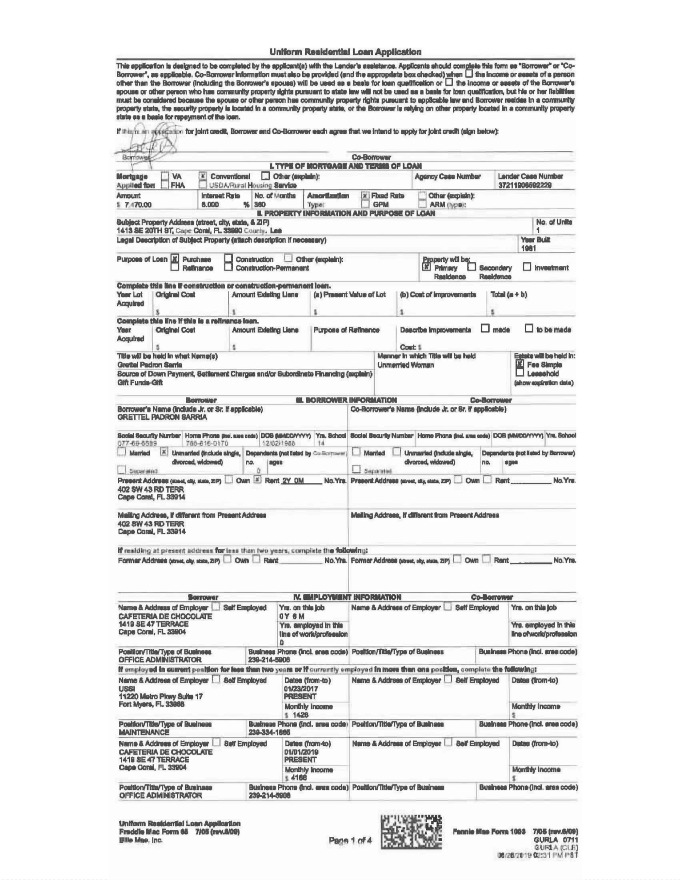 Uniform Residential Loan Application
This application is designed to be completed by the applicant(s) with the Lender's assistance. Applicants should complete this form as "Borrower" or "Co-
Borrower", as applicable. Co-Borrower information must also be provided (and the appropriate box checked) when the income or assets of a person
other than the Borrower (including the Borrower's spouse) will be used as a basis for loan qualification or the income or assets of the Borrower's
spouse or other person who has community property rights pursuant to state law will not be used as a basis for loan qualification, but his or her liabilities
must be considered because the spouse or other person has community property rights pursuant to applicable law and Borrower resides in a community
property state, the security property is located in a community property state, or the Borrower is relying on other property located in a community property
state as a basis for repayment of the loan.
If this is an application for joint credit, Borrower and Co-Borrower each agree that we intend to apply for joint credit (sign below):
Borrower Co-Borrower
I. TYPE OF MORTGAGE AND TERMS OF LOAN
Mortgage VA Conventional Other (explain): Agency Case Number Lender Case Number
Applied for: FHA USDA/Rural Housing Service 37211906692229
Amount Interest Rate No. of Months Amortization Fixed Rate Other (explain):
$ % 360 Type: GPM ARM (type):
II. PROPERTY INFORMATION AND PURPOSE OF LOAN
Subject Property Address (street, city, state, & ZIP) No. of Units
1413 SE 20TH ST, Cape Coral, FL 33990 County: Lee 1
Legal Description of Subject Property (attach description if necessary) Year Built
1981
Purpose of Loan Purchase Construction Other (explain): Property will be:
Refinance Construction-Permanent Primary Residence Secondary Residence Investment
Complete this line if construction or construction-permanent loan.
Year Lot Acquired Original Cost Amount Existing Liens (a) Present Value of Lot (b) Cost of Improvements Total (a + b)
$ $ $ $ $
Complete this line if this is a refinance loan.
Year Acquired Original Cost Amount Existing Liens Purpose of Refinance Describe Improvements made to be made
$ $ Cost: $
Title will be held in what Name(s) Manner in which Title will be held Estate will be held in:
Grettel Padron Barria Unmarried Woman Fee Simple
Source of Down Payment, Settlement Charges and/or Subordinate Financing (explain) Leasehold
Gift Funds-Gift (show expiration date)
Borrower III. BORROWER INFORMATION Co-Borrower
Borrower's Name (include Jr. or Sr. if applicable) Co-Borrower's Name (include Jr. or Sr. if applicable)
GRETTEL PADRON BARRIA
Social Security Number Home Phone (incl. area code) DOB (MM/DD/YYYY) Yrs. School Social Security Number Home Phone (incl. area code) DOB (MM/DD/YYYY) Yrs. School
14
Married Unmarried (include single, divorced, widowed) Dependents (not listed by Co-Borrower) Married Unmarried (include single, divorced, widowed) Dependents (not listed by Borrower)
Separated no. ages Separated no. ages
0
Present Address (street, city, state, ZIP) Own Rent 2Y 0M No. Yrs. Present Address (street, city, state, ZIP) Own Rent No. Yrs.
402 SW 43 RD TERR
Cape Coral, FL 33914
Mailing Address, if different from Present Address Mailing Address, if different from Present Address
402 SW 43 RD TERR
Cape Coral, FL 33914
If residing at present address for less than two years, complete the following:
Former Address (street, city, state, ZIP) Own Rent No. Yrs. Former Address (street, city, state, ZIP) Own Rent No. Yrs.
Borrower IV. EMPLOYMENT INFORMATION Co-Borrower
Name & Address of Employer Self Employed Yrs. on this job Name & Address of Employer Self Employed Yrs. on this job
CAFETERIA DE CHOCOLATE 0 Y 6 M
1419 SE 47 TERRACE Yrs. employed in this line of work/profession Yrs. employed in this line of work/profession
Cape Coral, FL 33904 0
Position/Title/Type of Business Business Phone (incl. area code) Position/Title/Type of Business Business Phone (incl. area code)
OFFICE ADMINISTRATOR 239-214-5908
If employed in current position for less than two years or if currently employed in more than one position, complete the following:
Name & Address of Employer Self Employed Dates (from-to) Name & Address of Employer Self Employed Dates (from-to)
USSI 01/23/2017
11220 Metro Pkwy Suite 17 PRESENT
Fort Myers, FL 33966 Monthly Income Monthly Income
$ 1426 $
Position/Title/Type of Business Business Phone (incl. area code) Position/Title/Type of Business Business Phone (incl. area code)
MAINTENANCE 239-334-1666
Name & Address of Employer Self Employed Dates (from-to) Name & Address of Employer Self Employed Dates (from-to)
CAFETERIA DE CHOCOLATE 01/01/2019
1419 SE 47 TERRACE PRESENT
Cape Coral, FL 33904 Monthly Income Monthly Income
$ 4166 $
Position/Title/Type of Business Business Phone (incl. area code) Position/Title/Type of Business Business Phone (incl. area code)
OFFICE ADMINISTRATOR 239-214-5908
Uniform Residential Loan Application
Freddie Mac Form 65 7/05 (rev.6/09) Page 1 of 4 Fannie Mae Form 1003 7/05 (rev.6/09)
Ellie Mae, Inc. GURLA 0711
GURLA (CLS)
06/26/2019 02:31 PM PST